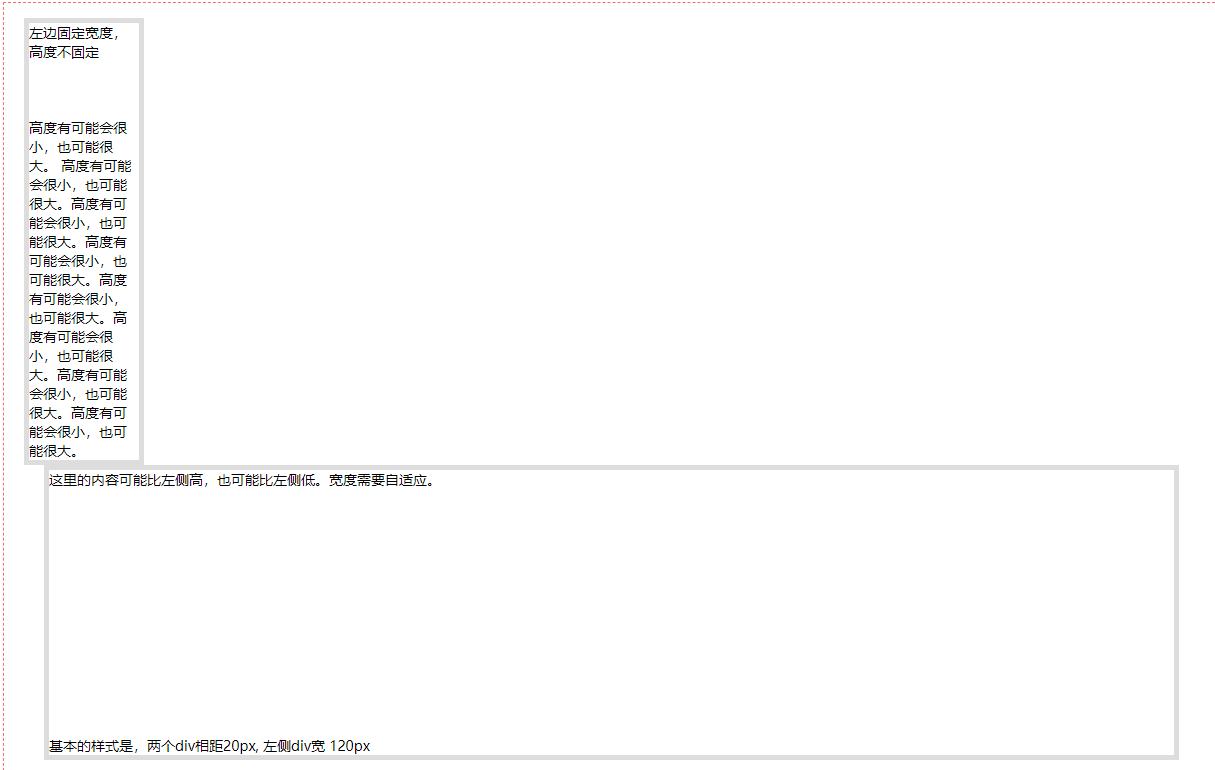 左边固定宽度，
高度不固定
高度有可能会很
小，也可能很
大。 高度有可能
会很小，也可能
很大。高度有可
能会很小，也可
能很大。高度有
可能会很小，也
可能很大。高度
有可能会很小，
也可能很大。高
度有可能会很
小，也可能很
大。高度有可能
会很小，也可能
很大。高度有可
能会很小，也可
能很大。
这里的内容可能比左侧高，也可能比左侧低。宽度需要自适应。
基本的样式是，两个div相距20px, 左侧div宽 120px